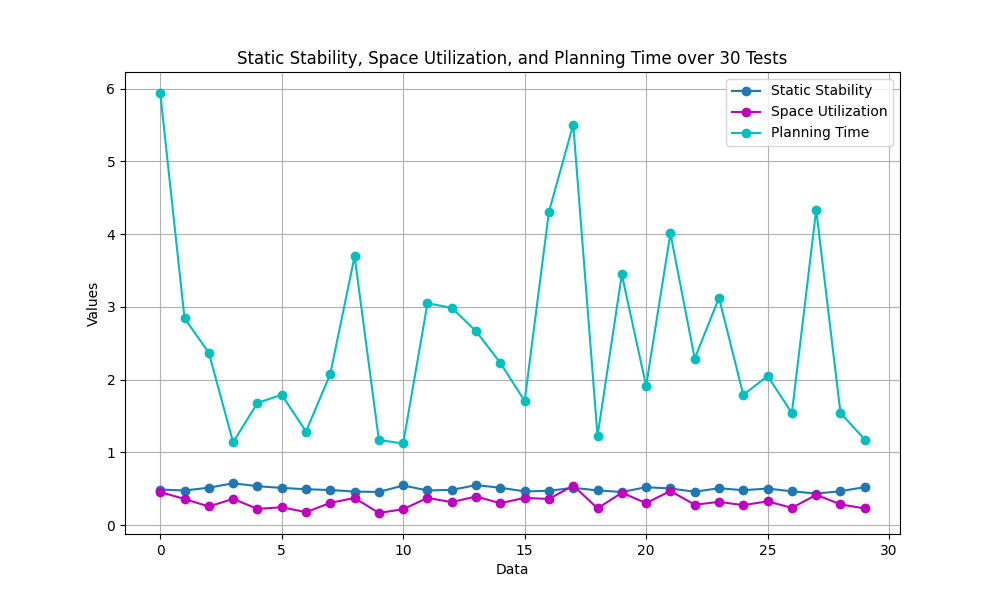 Static Stability, Space Utilization, and Planning Time over 30 Tests
Static Stability
Space Utilization
Planning Time
Values
6
5
4
3
2
1
0
0 5 10 15 20 25 30
Data